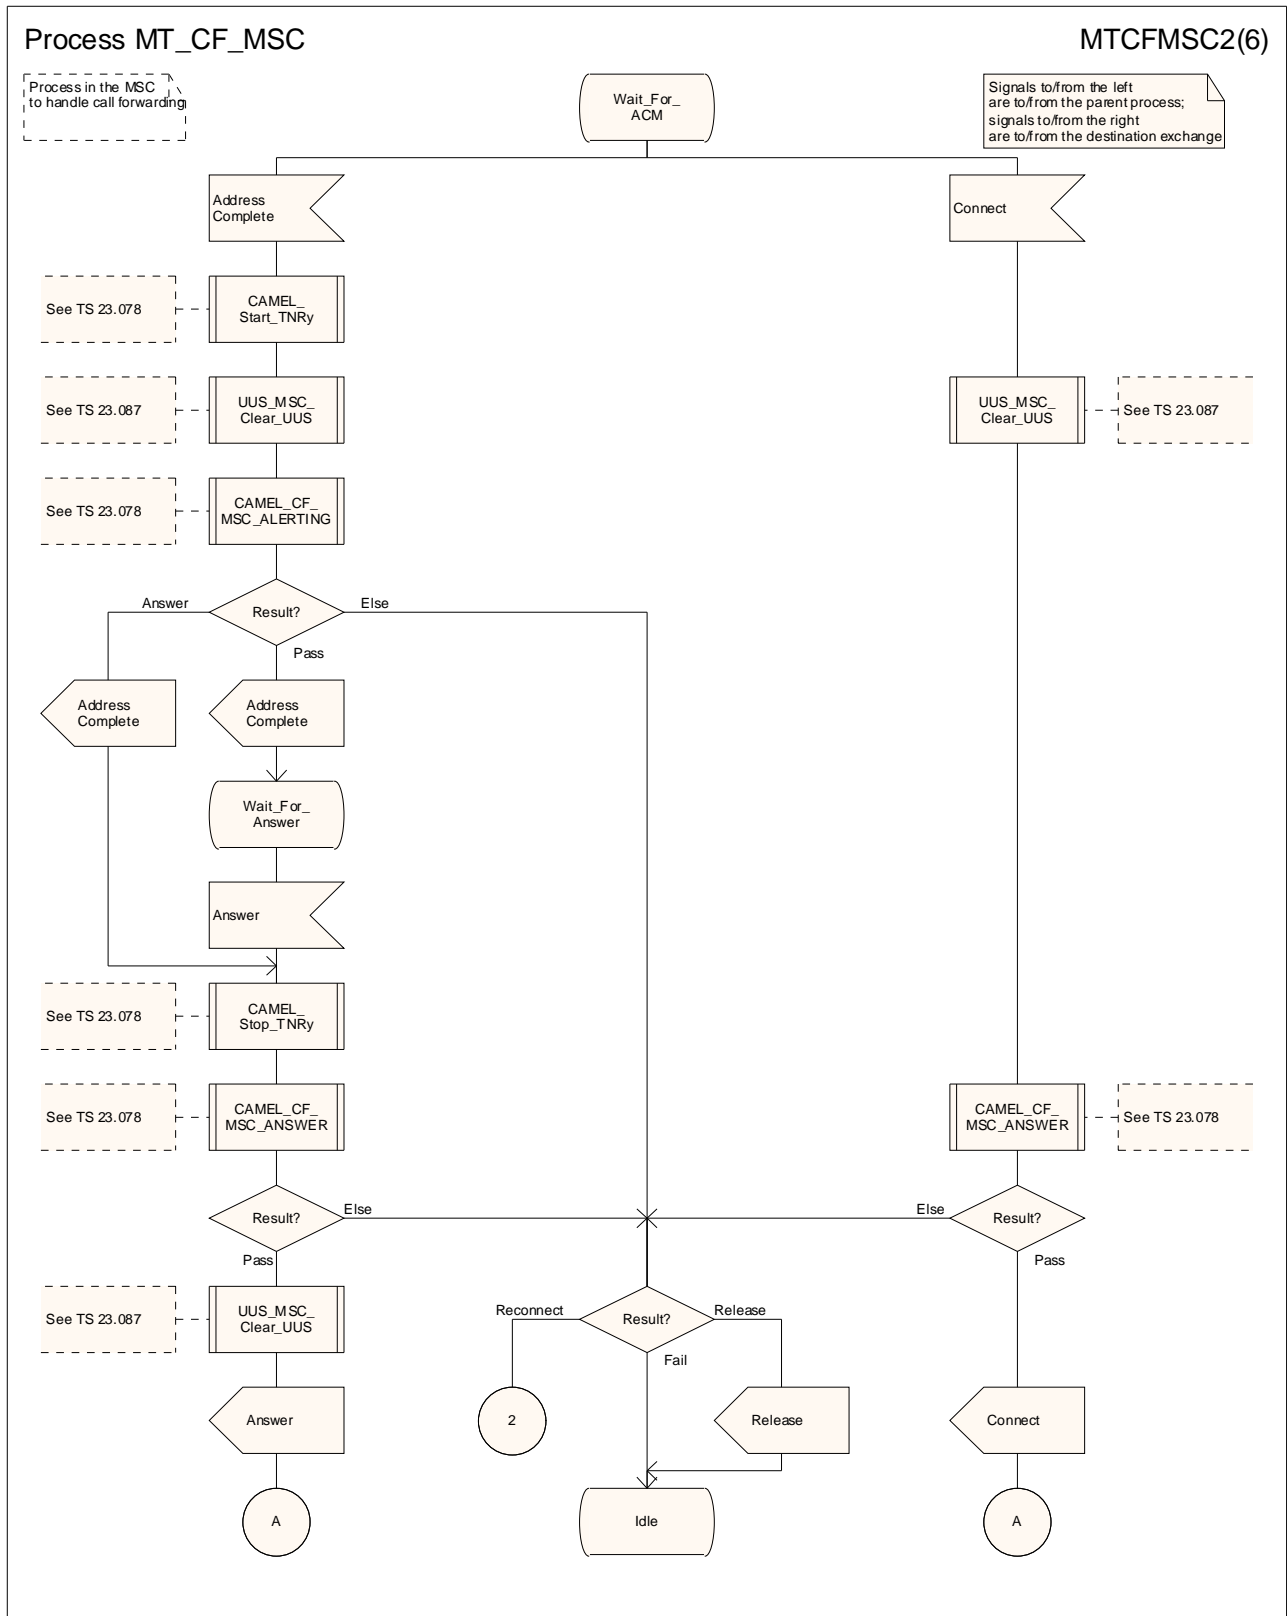 Process MT_CF_MSC
MTCFMSC2(6)
Process in the MSC
to handle call forwarding
Wait_For_
ACM
Signals to/from the left
are to/from the parent process;
signals to/from the right
are to/from the destination exchange
Address
Complete
Connect
See TS 23.078
CAMEL_
Start_TNRy
See TS 23.087
UUS_MSC_
Clear_UUS
UUS_MSC_
Clear_UUS
See TS 23.087
See TS 23.078
CAMEL_CF_
MSC_ALERTING
Answer
Result?
Else
Pass
Address
Complete
Address
Complete
Wait_For_
Answer
Answer
See TS 23.078
CAMEL_
Stop_TNRy
See TS 23.078
CAMEL_CF_
MSC_ANSWER
CAMEL_CF_
MSC_ANSWER
See TS 23.078
Result?
Else
Else
Result?
Pass
Pass
See TS 23.087
UUS_MSC_
Clear_UUS
Reconnect
Result?
Release
Fail
Answer
2
Release
Connect
A
Idle
A